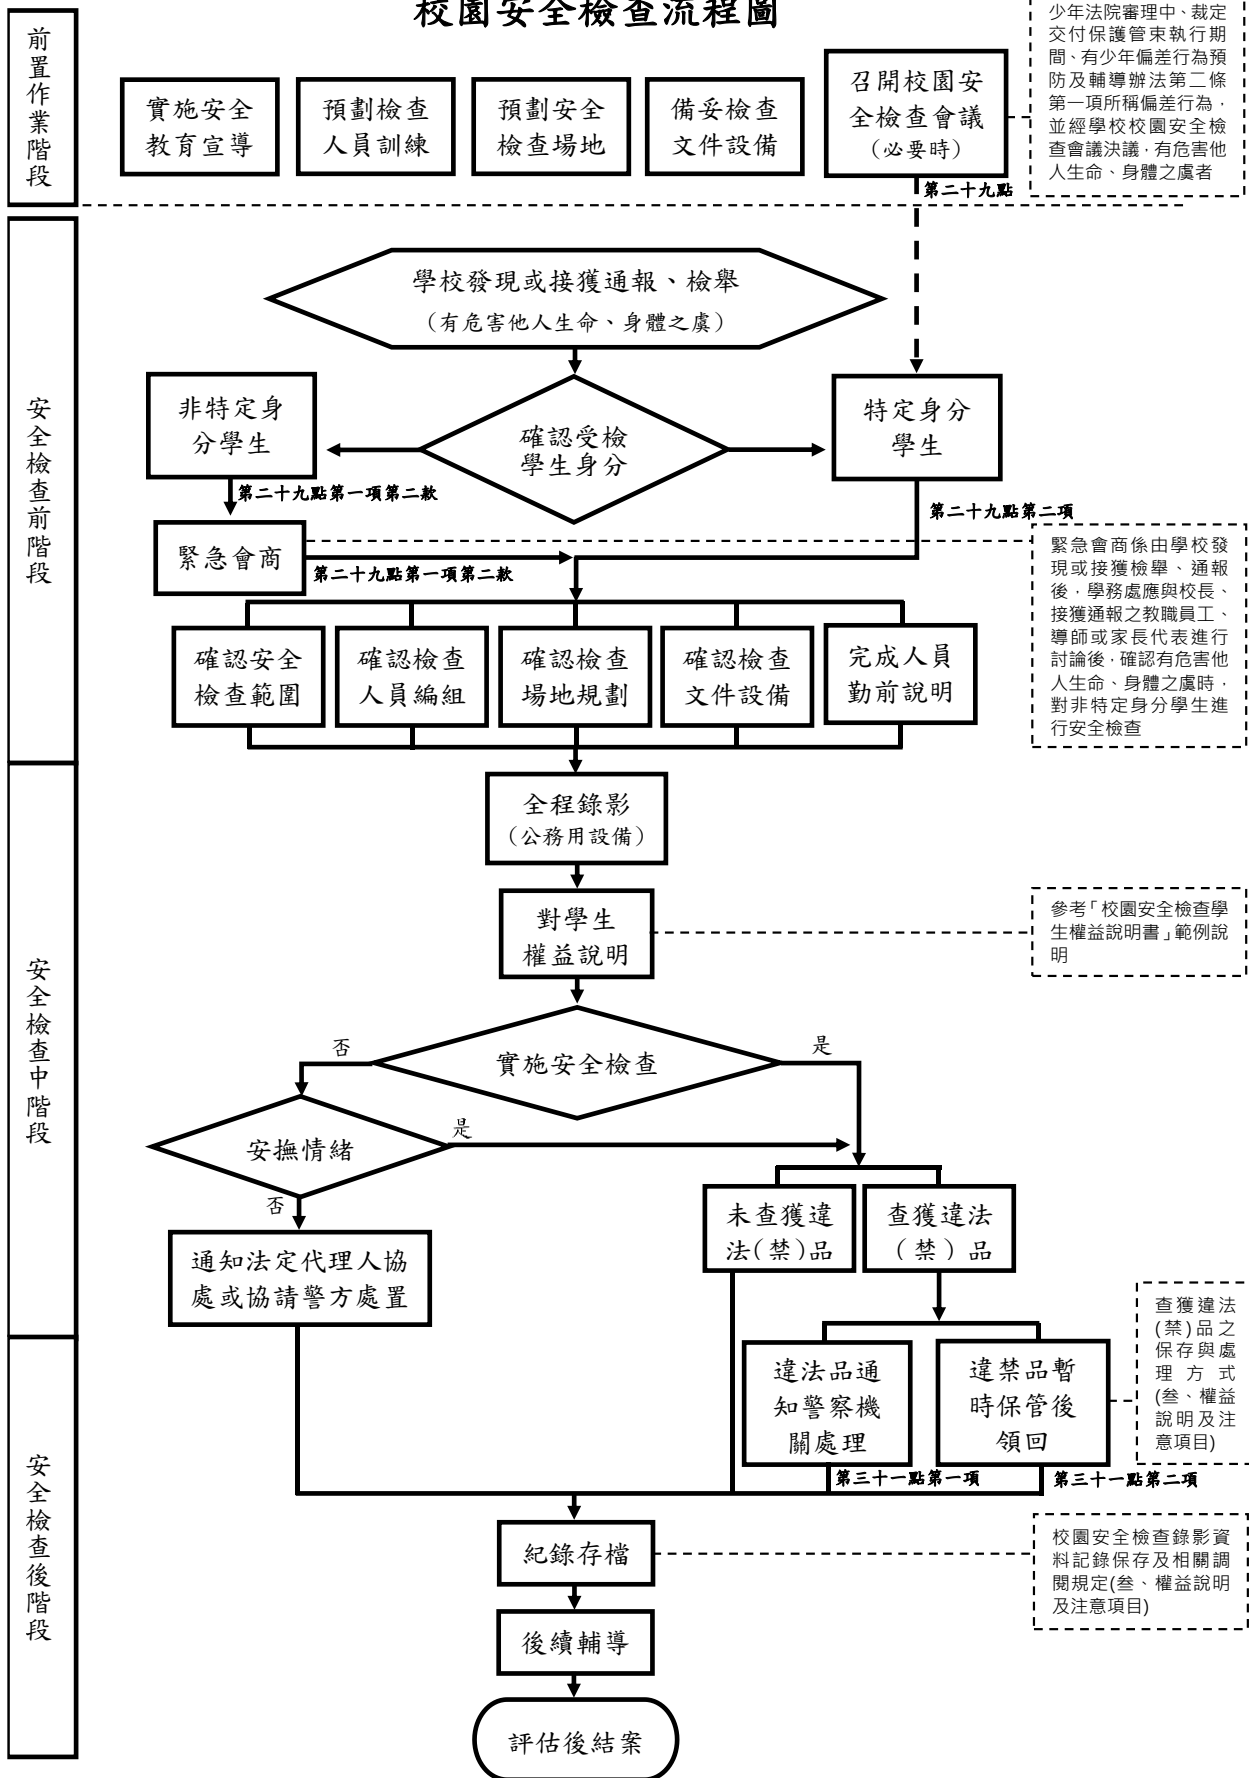 校園安全檢查流程圖
前置作業階段
實施安全
教育宣導
預劃檢查
人員訓練
預劃安全
檢查場地
備妥檢查
文件設備
召開校園安
全檢查會議
(必要時)
少年法院審理中、裁定
交付保護管束執行期
間、有少年偏差行為預
防及輔導辦法第二條
第一項所稱偏差行為，
並經學校校園安全檢
查會議決議，有危害他
人生命、身體之虞者
第二十九點
安全檢查前階段
學校發現或接獲通報、檢舉
(有危害他人生命、身體之虞)
非特定身
分學生
確認受檢
學生身分
特定身分
學生
第二十九點第一項第二款
第二十九點第二項
緊急會商
第二十九點第一項第二款
緊急會商係由學校發
現或接獲檢舉、通報
後，學務處應與校長、
接獲通報之教職員工、
導師或家長代表進行
討論後，確認有危害他
人生命、身體之虞時，
對非特定身分學生進
行安全檢查
確認安全
檢查範圍
確認檢查
人員編組
確認檢查
場地規劃
確認檢查
文件設備
完成人員
勤前說明
安全檢查中階段
全程錄影
(公務用設備)
對學生
權益說明
參考「校園安全檢查學
生權益說明書」範例說
明
實施安全檢查
否
是
安撫情緒
是
否
未查獲違
法(禁)品
查獲違法
(禁)品
通知法定代理人協
處或協請警方處置
查獲違法
(禁)品之
保存與處
理方式
(叁、權益
說明及注
意項目)
安全檢查後階段
違法品通
知警察機
關處理
違禁品暫
時保管後
領回
第三十一點第一項
第三十一點第二項
紀錄存檔
校園安全檢查錄影資
料記錄保存及相關調
閱規定(叁、權益說明
及注意項目)
後續輔導
評估後結案